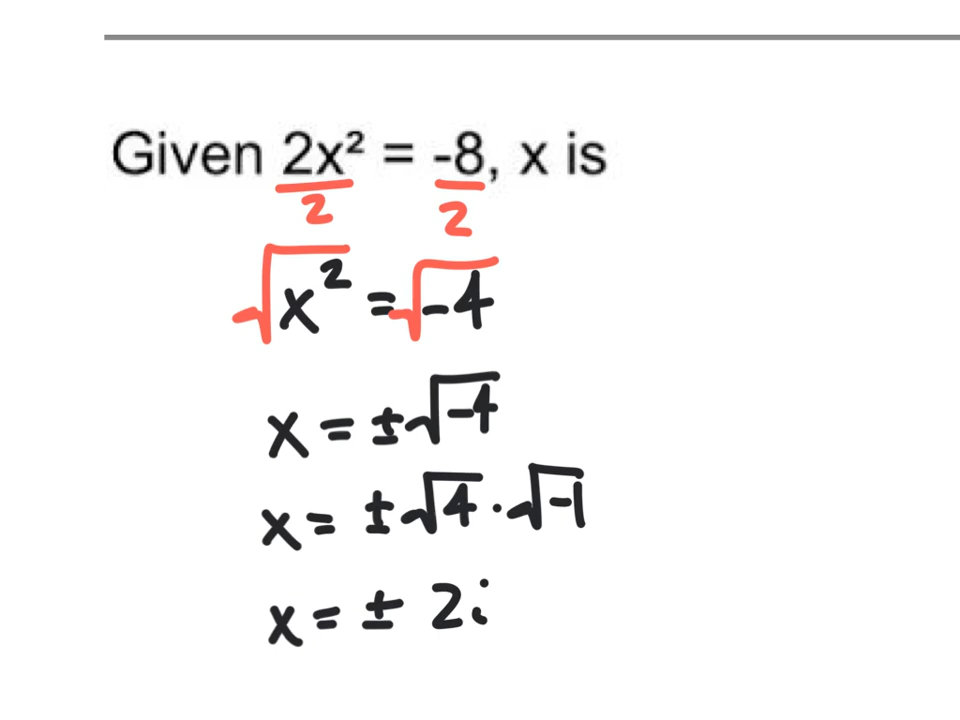 Given 2x² = -8, x is
2 2
√x² = √-4
x = ±√-4
x = ±√4 · √-1
x = ± 2i